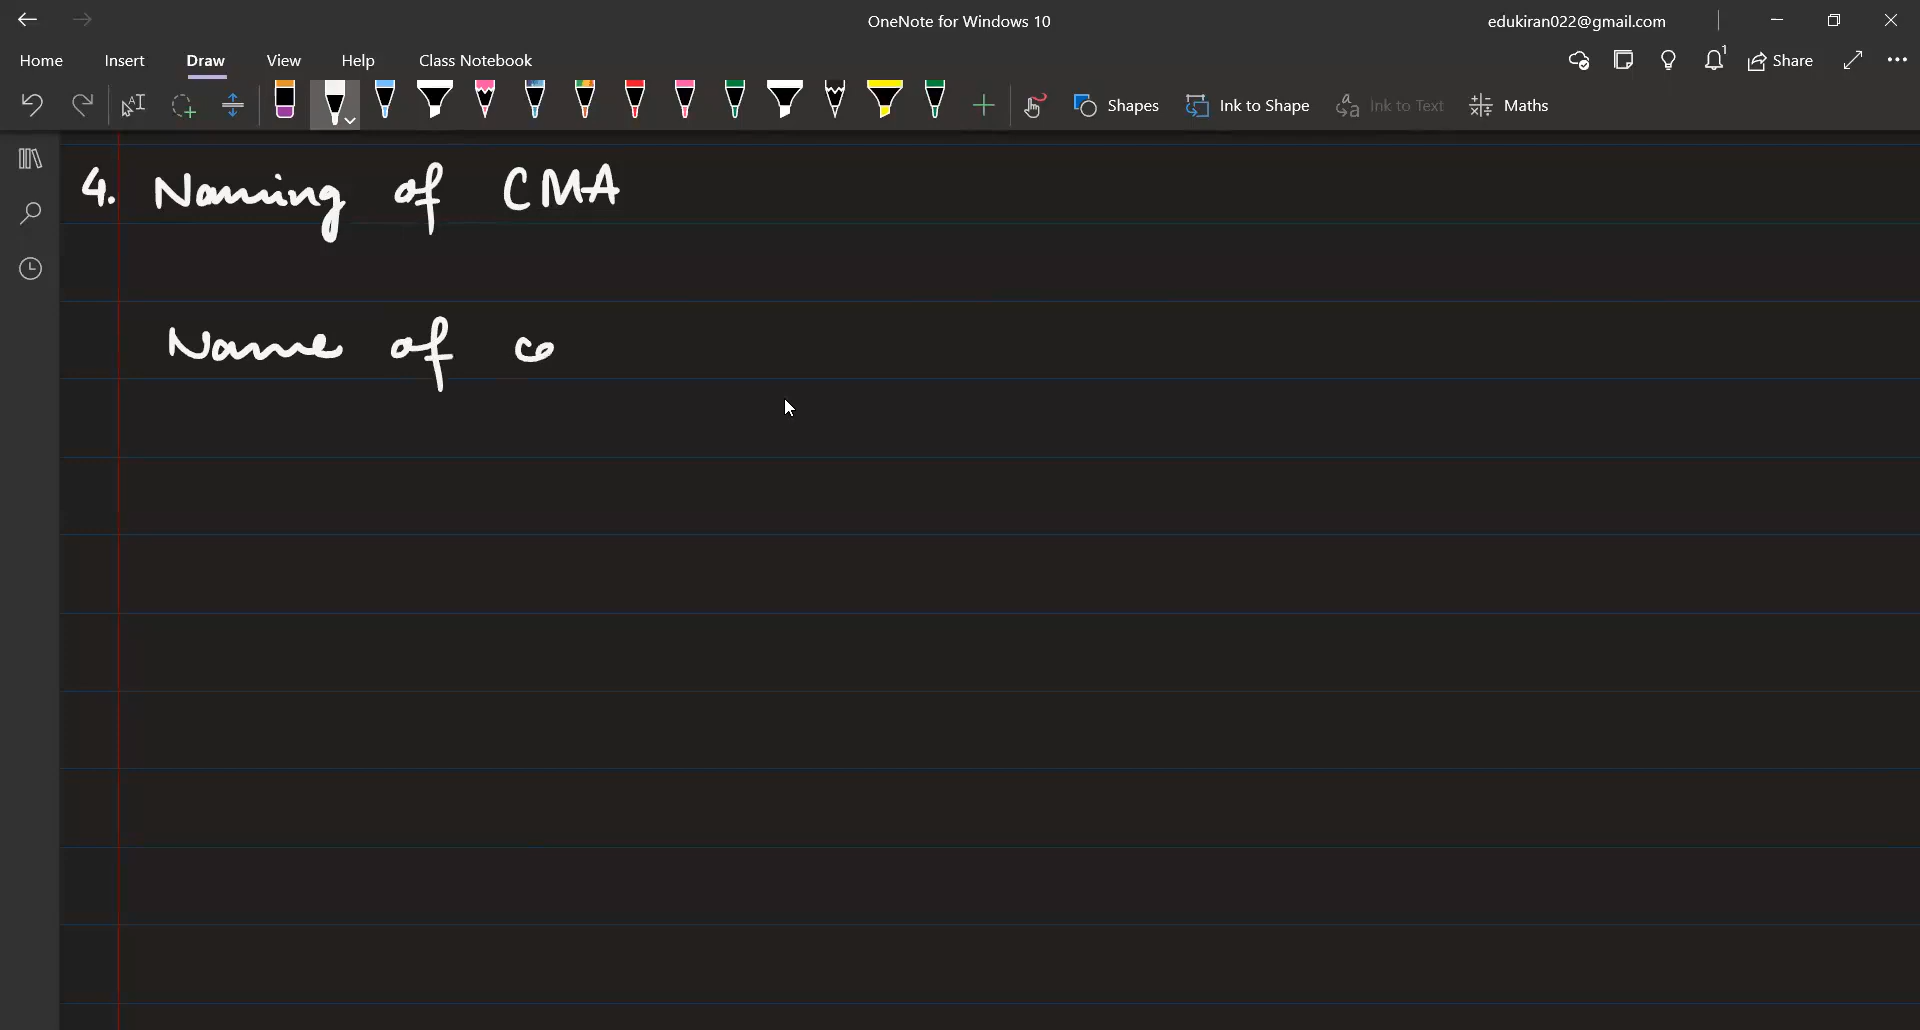 OneNote for Windows 10
edukiran022@gmail.com
Home Insert Draw View Help Class Notebook
1
Share
Shapes
Ink to Shape
Ink to Text
Maths
4. Naming of CMA
Name of co